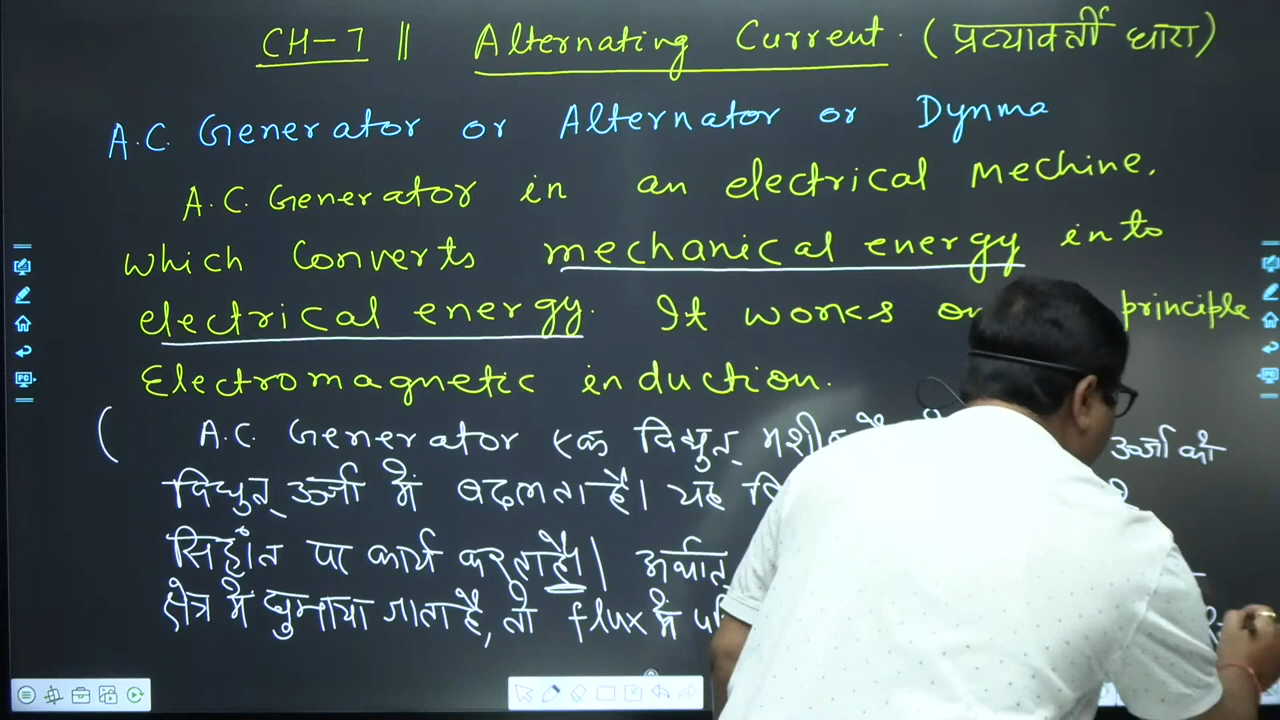 CH-7 || Alternating Current. (प्रत्यावर्ती धारा)
A.C. Generator or Alternator or Dynma
A.C. Generator in an electrical mechine.
which converts mechanical energy into
electrical energy. It works on principle
Electromagnetic induction.
( A.C. Generator एक विद्युत् मशीन है ऊर्जा को
विद्युत् ऊर्जा में बदलता है। यह
सिद्धांत पर कार्य करता है। अर्थात्
क्षेत्र में घुमाया जाता है, तो flux में